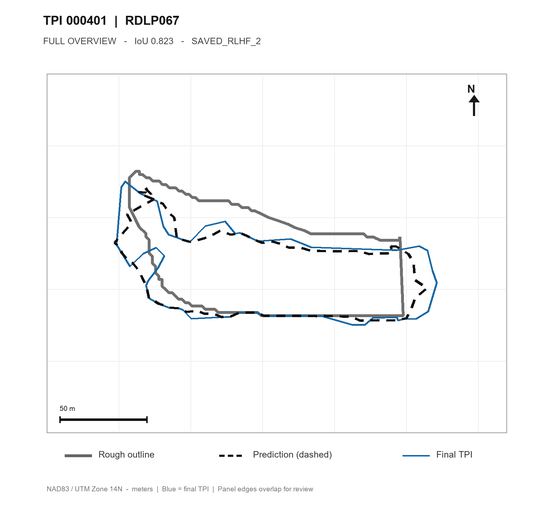 TPI 000401 | RDLP067
FULL OVERVIEW - IoU 0.823 - SAVED_RLHF_2
N
50 m
Rough outline
Prediction (dashed)
Final TPI
NAD83 / UTM Zone 14N - meters | Blue = final TPI | Panel edges overlap for review